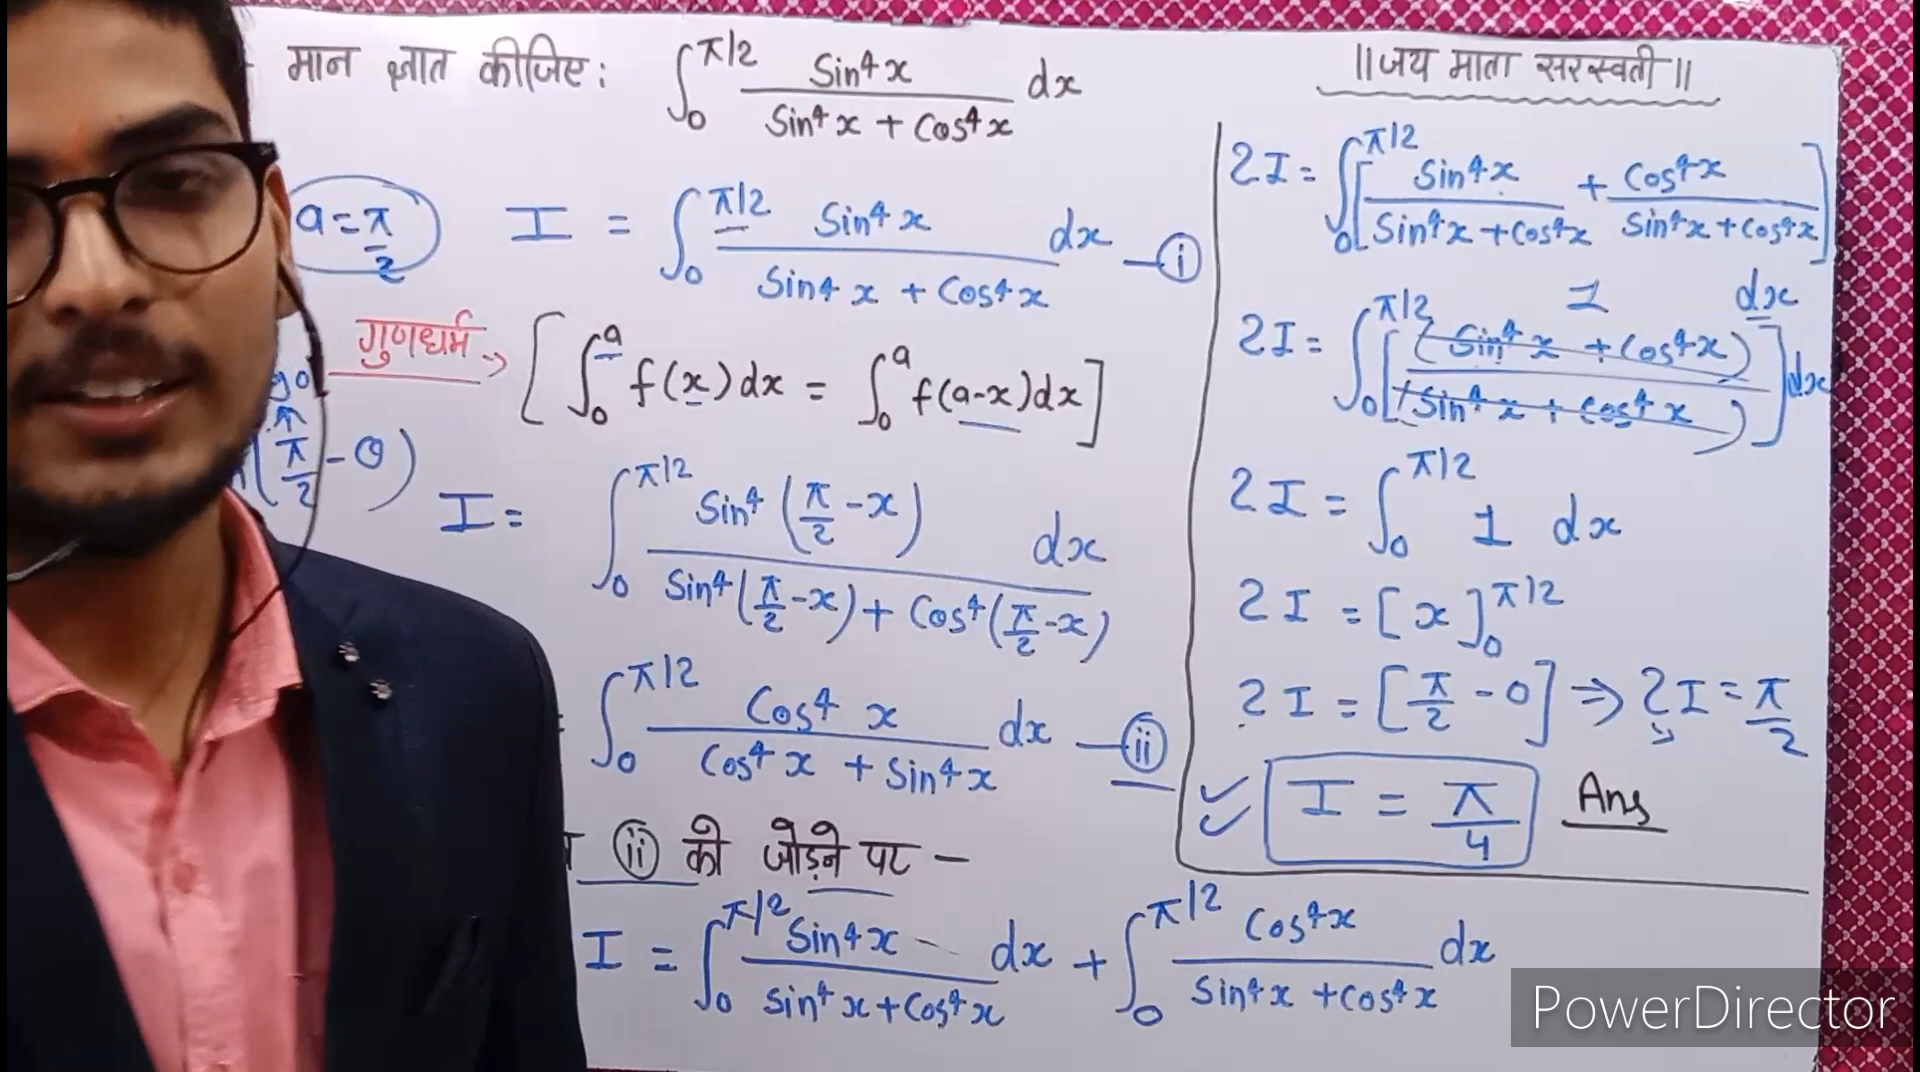 मान ज्ञात कीजिए: ∫₀^π/2 Sin⁴x / (Sin⁴x + Cos⁴x) dx
a = π/2
I = ∫₀^π/2 Sin⁴x / (Sin⁴x + Cos⁴x) dx — (i)
गुणधर्म → [∫₀^a f(x)dx = ∫₀^a f(a-x)dx]
(π/2 - θ)
I = ∫₀^π/2 Sin⁴(π/2 - x) / (Sin⁴(π/2 - x) + Cos⁴(π/2 - x)) dx
= ∫₀^π/2 Cos⁴x / (Cos⁴x + Sin⁴x) dx — (ii)
(ii) को जोड़ने पर –
I = ∫₀^π/2 Sin⁴x / (Sin⁴x + Cos⁴x) dx + ∫₀^π/2 Cos⁴x / (Sin⁴x + Cos⁴x) dx
॥जय माता सरस्वती॥
2I = ∫₀^π/2 [Sin⁴x / (Sin⁴x + Cos⁴x) + Cos⁴x / (Sin⁴x + Cos⁴x)] dx
1
2I = ∫₀^π/2 [(Sin⁴x + Cos⁴x) / (Sin⁴x + Cos⁴x)] dx
2I = ∫₀^π/2 1 dx
2I = [x]₀^π/2
2I = [π/2 - 0] ⇒ 2I = π/2
I = π/4 Ans
PowerDirector